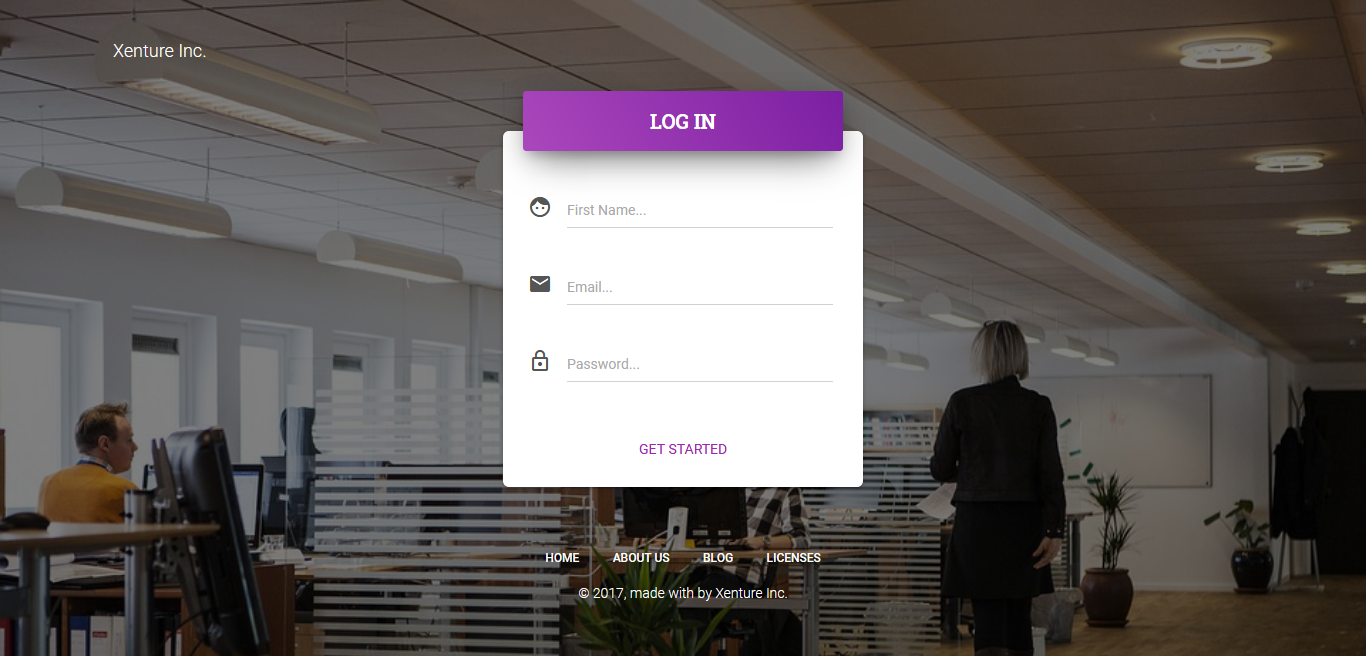 Xenture Inc.
LOG IN
First Name...
Email...
Password...
GET STARTED
HOME ABOUT US BLOG LICENSES
© 2017, made with by Xenture Inc.